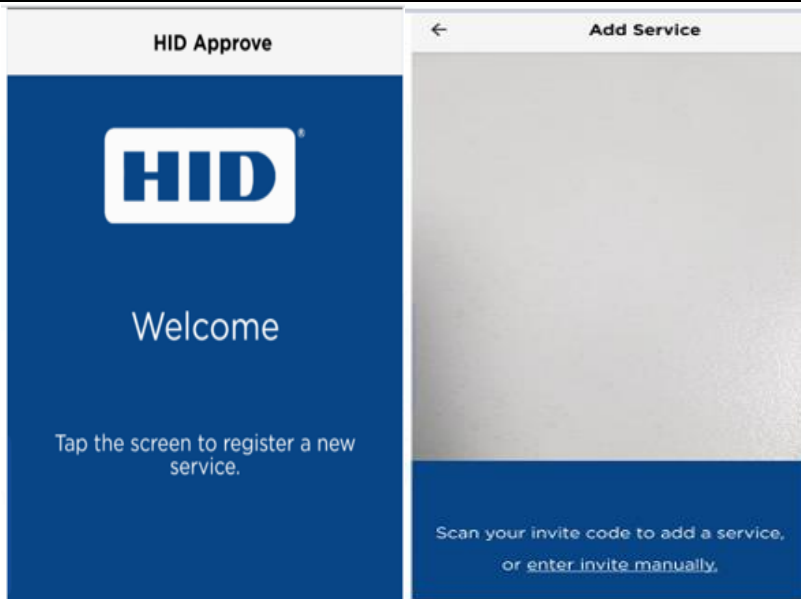 HID Approve
HID®
Welcome
Tap the screen to register a new
service.
Add Service
Scan your invite code to add a service,
or enter invite manually.